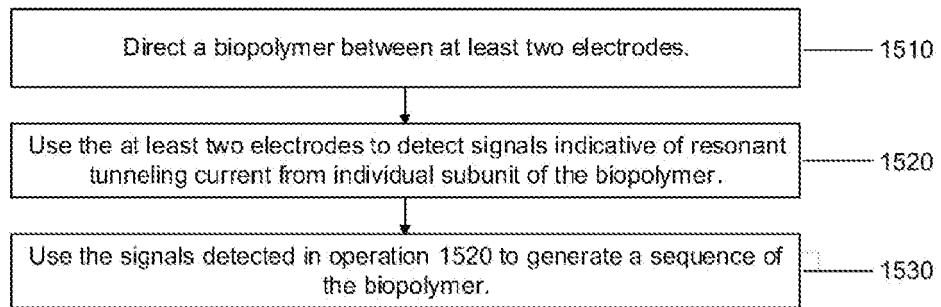 Direct a biopolymer between at least two electrodes.
1510
Use the at least two electrodes to detect signals indicative of resonant
tunneling current from individual subunit of the biopolymer.
1520
Use the signals detected in operation 1520 to generate a sequence of
the biopolymer.
1530